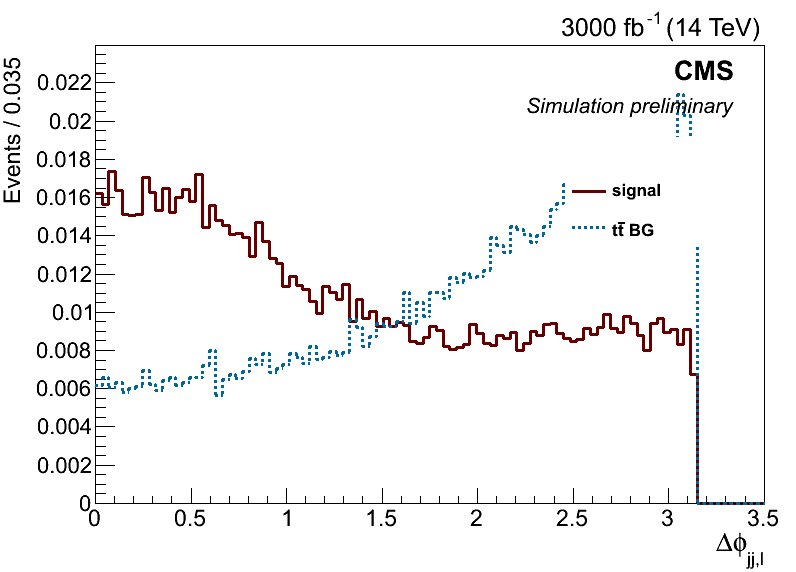 3000 fb⁻¹ (14 TeV)
CMS
Simulation preliminary
Events / 0.035
0.022
0.02
0.018
0.016
0.014
0.012
0.01
0.008
0.006
0.004
0.002
0
signal
tt̄ BG
0 0.5 1 1.5 2 2.5 3 3.5
Δϕjj,l